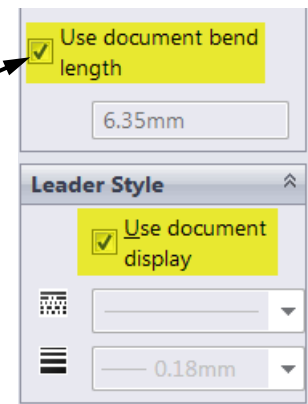 Use document bend
length
6.35mm
Leader Style
Use document
display
0.18mm